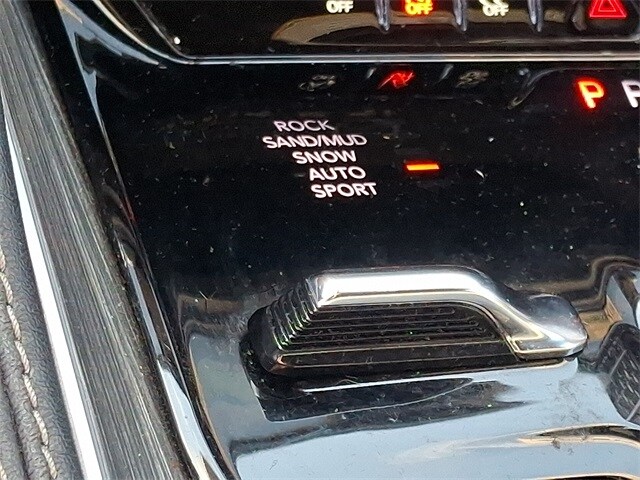 OFF OFF OFF
P R
ROCK
SAND/MUD
SNOW
AUTO
SPORT